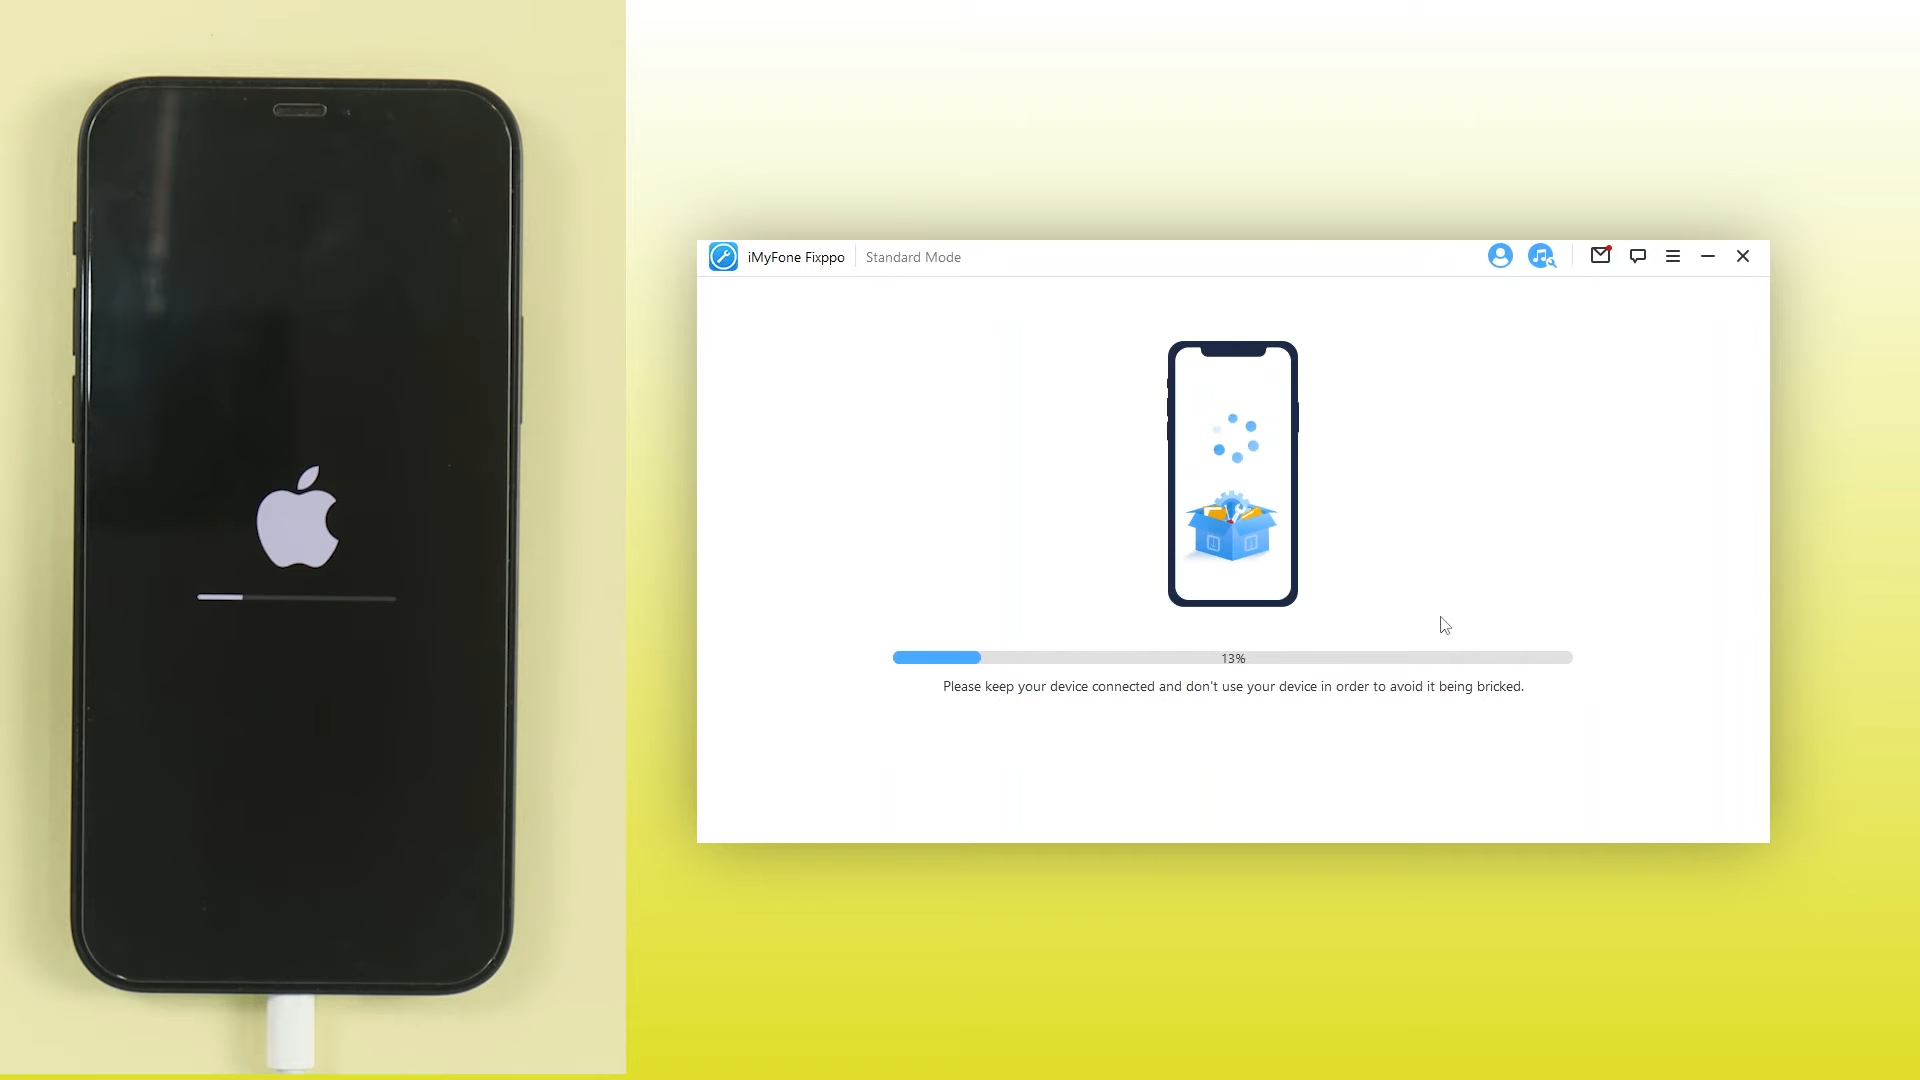 iMyFone Fixppo
Standard Mode
13%
Please keep your device connected and don't use your device in order to avoid it being bricked.